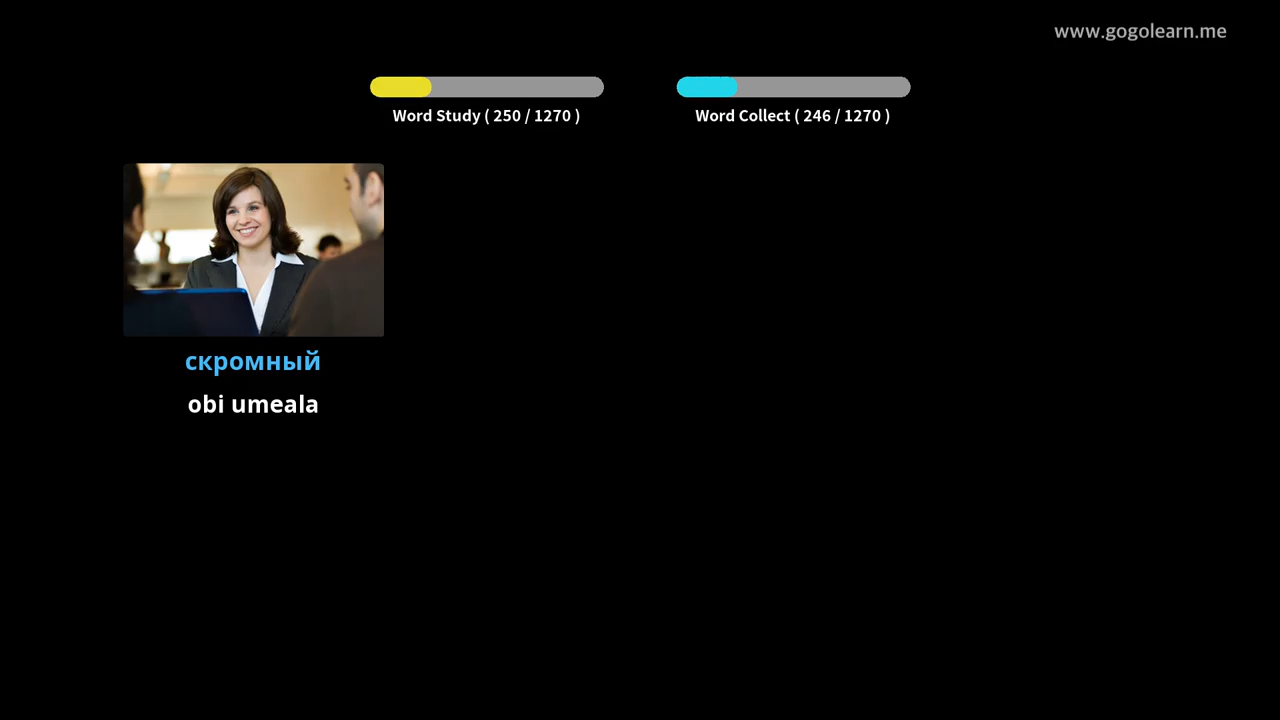 www.gogolearn.me
Word Study ( 250 / 1270 )
Word Collect ( 246 / 1270 )
скромный
obi umeala